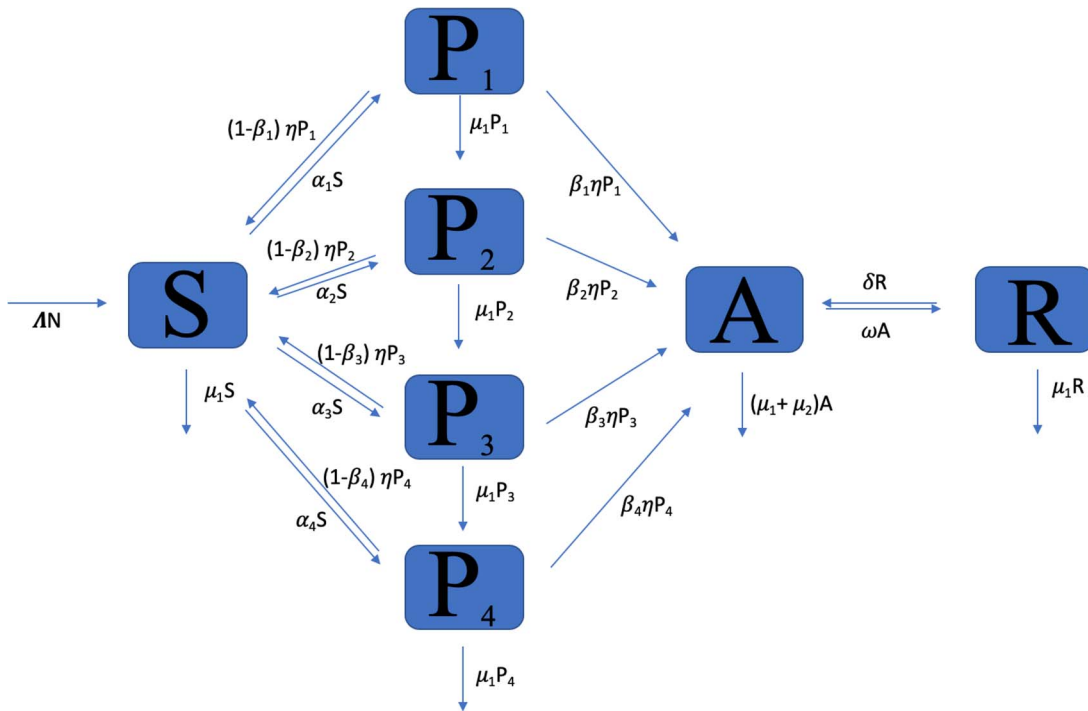 P₁
(1-β₁) ηP₁
μ₁P₁
α₁S
β₁ηP₁
P₂
(1-β₂) ηP₂
α₂S
β₂ηP₂
S
A
R
δR
ωA
ΛN
μ₁P₂
(1-β₃) ηP₃
μ₁S
α₃S
P₃
β₃ηP₃
(μ₁+ μ₂)A
μ₁R
(1-β₄) ηP₄
μ₁P₃
α₄S
β₄ηP₄
P₄
μ₁P₄